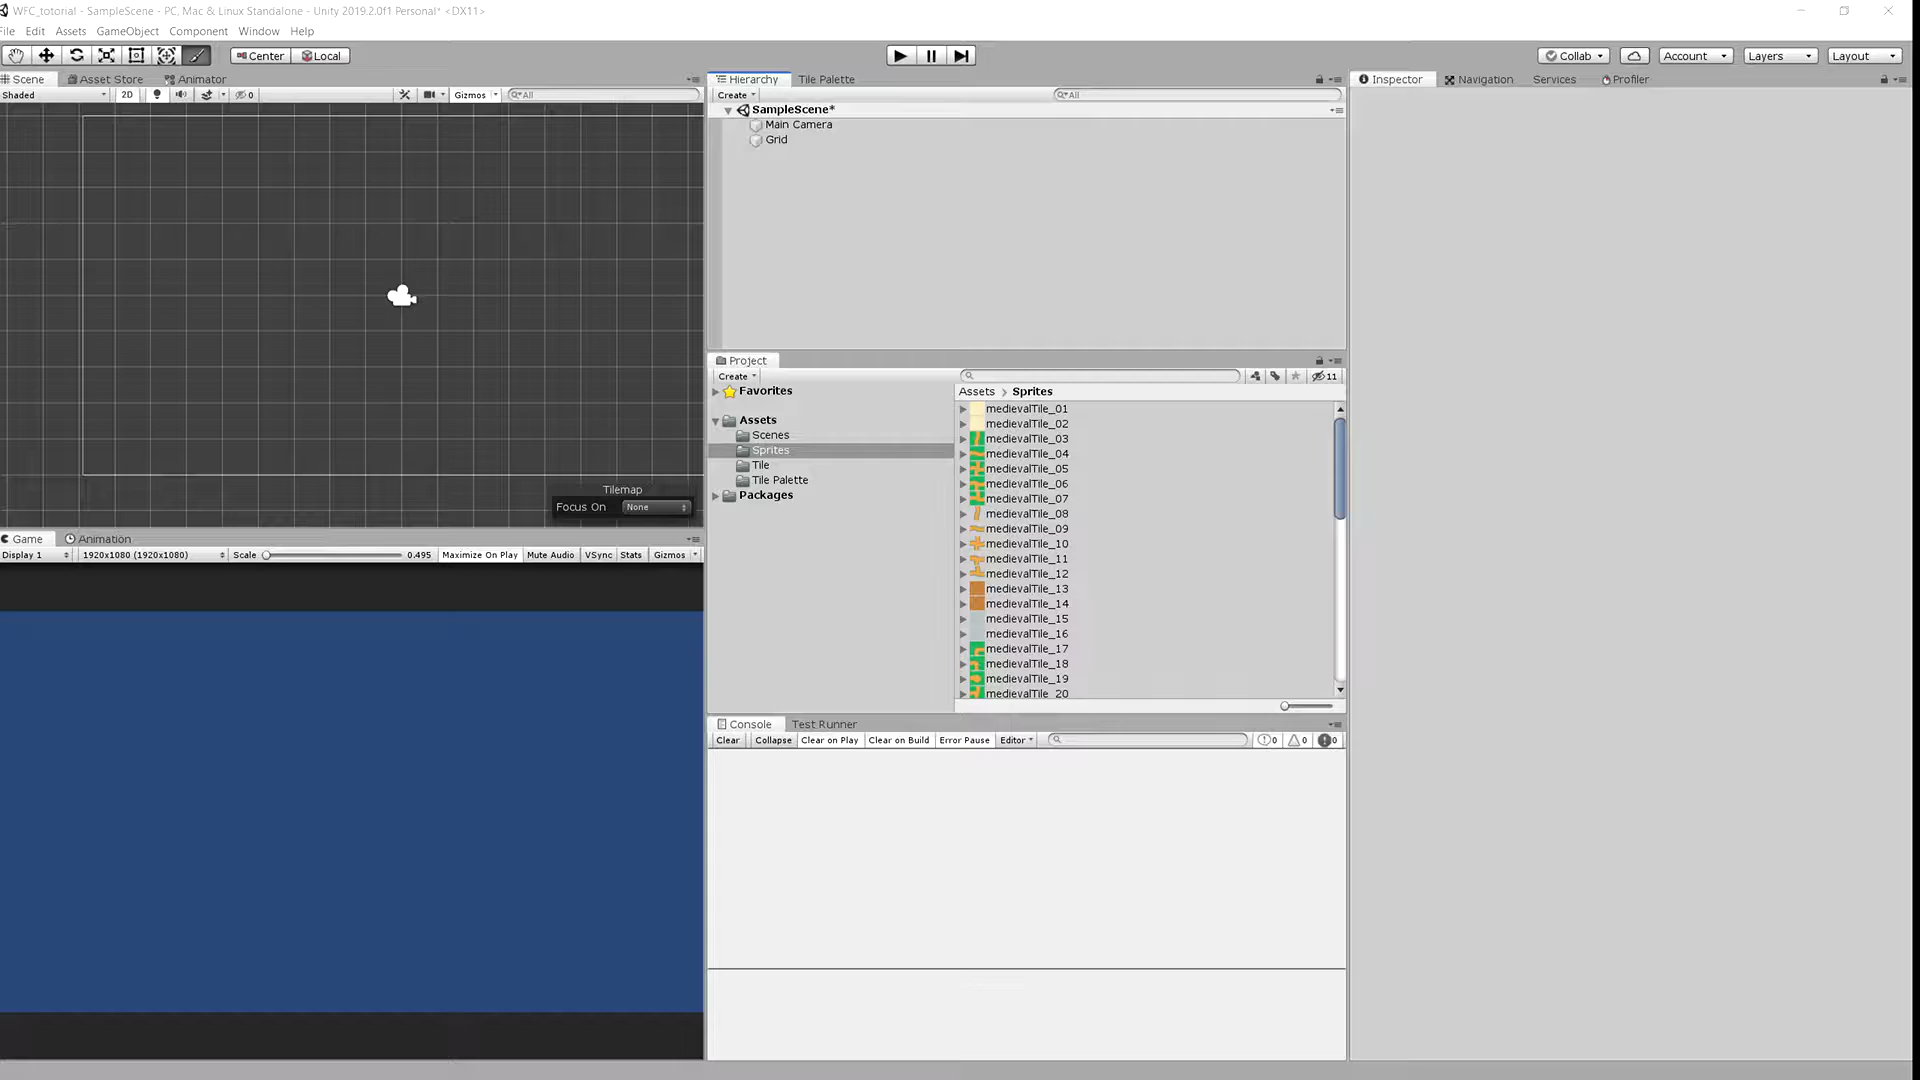 WFC_totorial - SampleScene - PC, Mac & Linux Standalone - Unity 2019.2.0f1 Personal* <DX11>
File Edit Assets GameObject Component Window Help
Center Local Collab Account Layers Layout
Scene Asset Store Animator
Shaded 2D 0 Gizmos All
Tilemap
Focus On None
Game Animation
Display 1 1920x1080 (1920x1080) Scale 0.495 Maximize On Play Mute Audio VSync Stats Gizmos
Hierarchy Tile Palette
Create All
SampleScene*
Main Camera
Grid
Project
Create 11
Favorites
Assets
Scenes
Sprites
Tile
Tile Palette
Packages
Assets > Sprites
medievalTile_01
medievalTile_02
medievalTile_03
medievalTile_04
medievalTile_05
medievalTile_06
medievalTile_07
medievalTile_08
medievalTile_09
medievalTile_10
medievalTile_11
medievalTile_12
medievalTile_13
medievalTile_14
medievalTile_15
medievalTile_16
medievalTile_17
medievalTile_18
medievalTile_19
medievalTile_20
Console Test Runner
Clear Collapse Clear on Play Clear on Build Error Pause Editor 0 0 0
Inspector Navigation Services Profiler